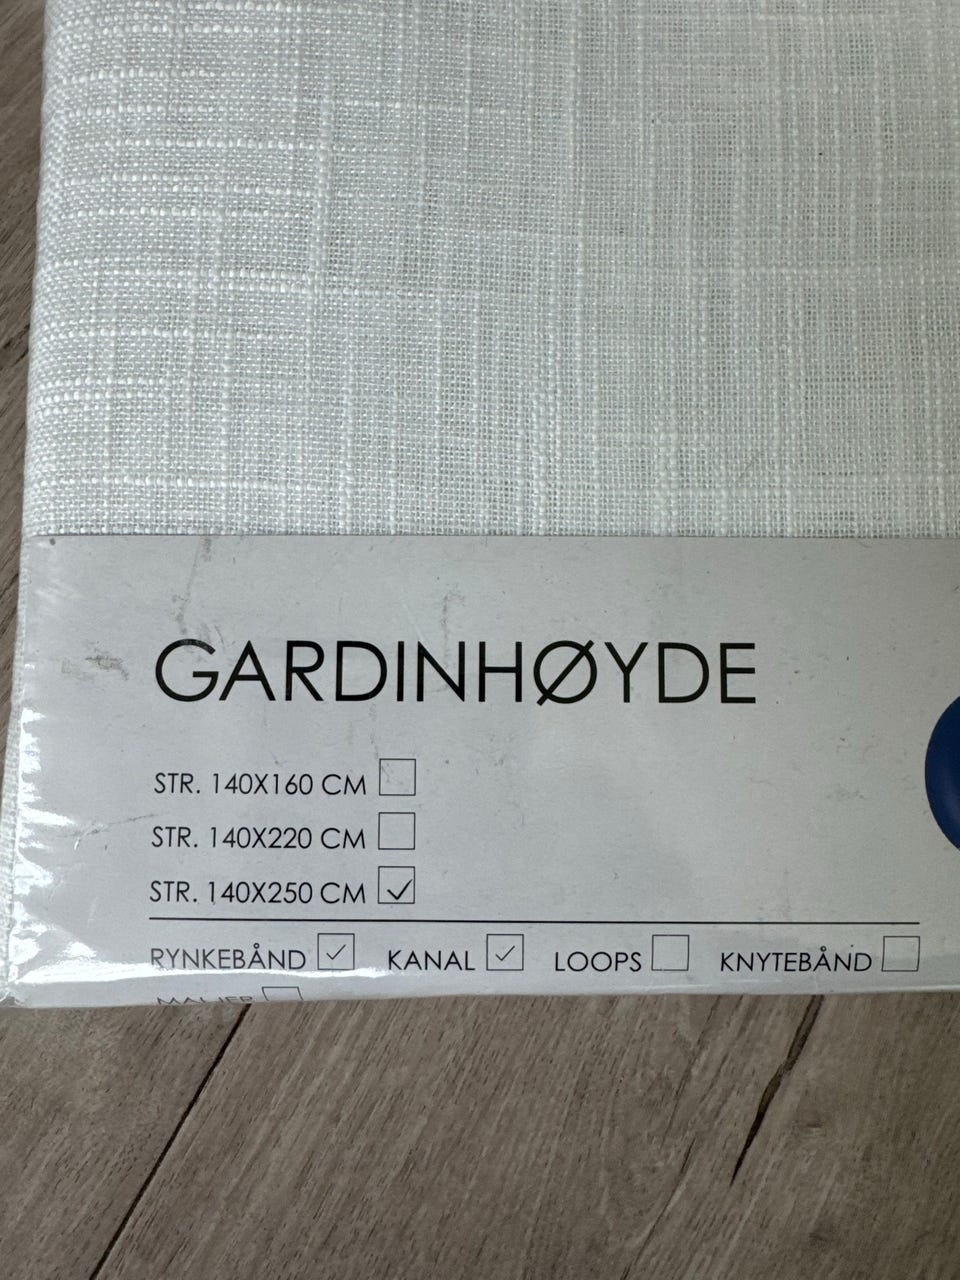 GARDINHØYDE
STR. 140X160 CM
STR. 140X220 CM
STR. 140X250 CM
RYNKEBÅND KANAL LOOPS KNYTEBÅND